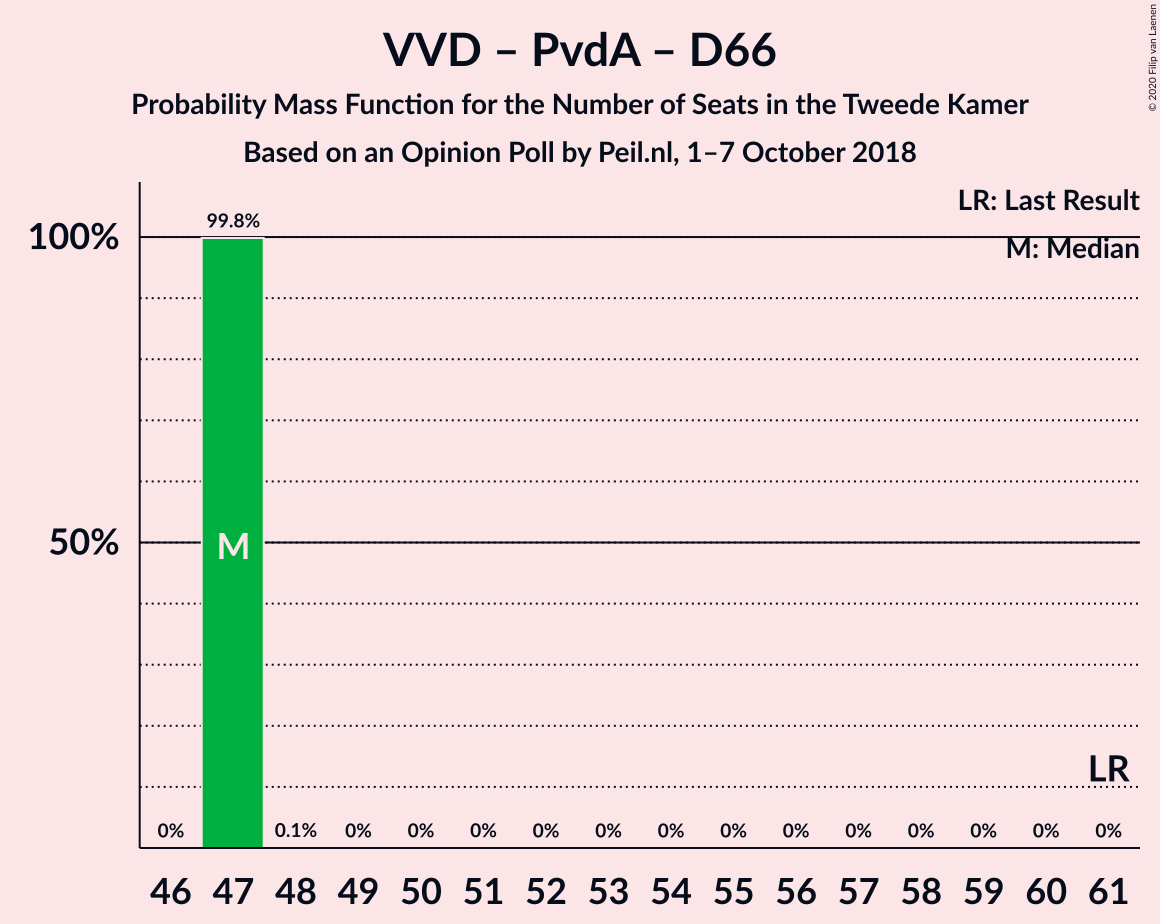 VVD – PvdA – D66
Probability Mass Function for the Number of Seats in the Tweede Kamer
Based on an Opinion Poll by Peil.nl, 1–7 October 2018
© 2020 Filip van Laenen
LR: Last Result
M: Median
99.8%
100%
50%
M
LR
0% 0.1% 0% 0% 0% 0% 0% 0% 0% 0% 0% 0% 0% 0% 0%
46 47 48 49 50 51 52 53 54 55 56 57 58 59 60 61